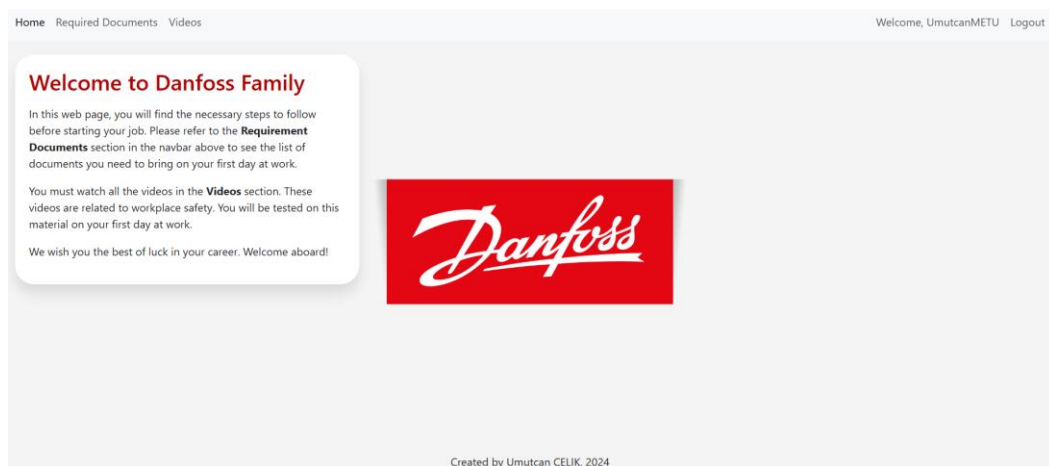 Home Required Documents Videos Welcome, UmutcanMETU Logout
Welcome to Danfoss Family
In this web page, you will find the necessary steps to follow
before starting your job. Please refer to the Requirement
Documents section in the navbar above to see the list of
documents you need to bring on your first day at work.
You must watch all the videos in the Videos section. These
videos are related to workplace safety. You will be tested on this
material on your first day at work.
We wish you the best of luck in your career. Welcome aboard!
Danfoss
Created by Umutcan CELIK, 2024